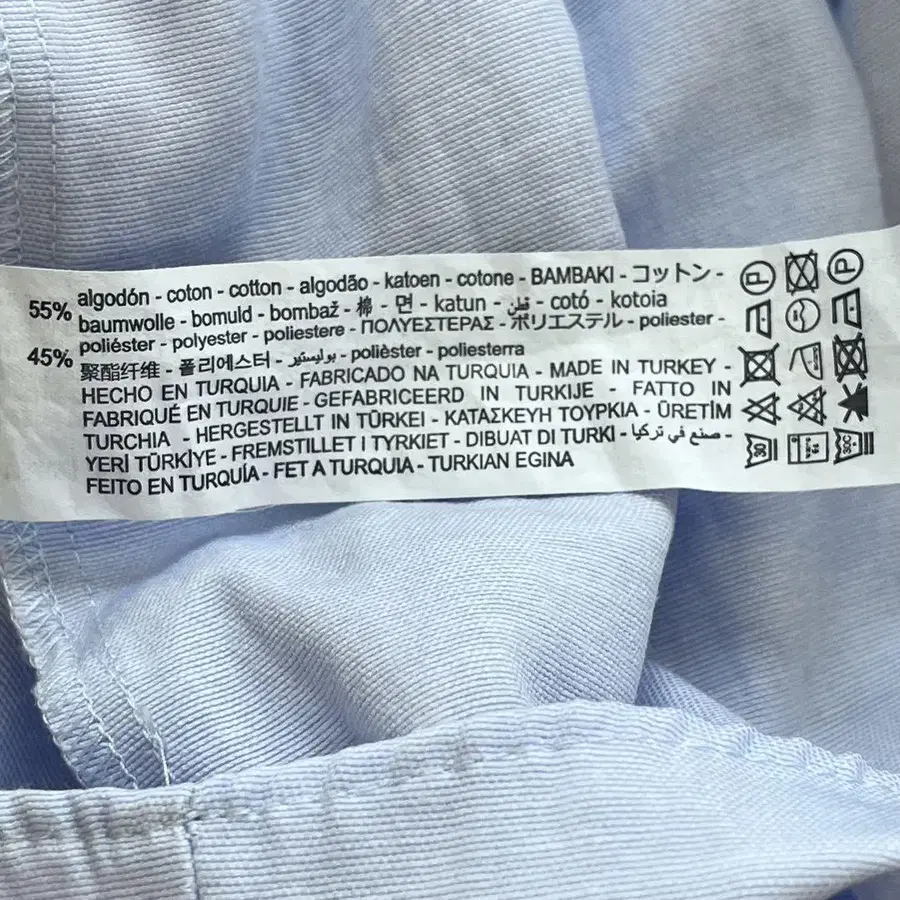 55% algodón - coton - cotton - algodão - katoen - cotone - BAMBAKI - コットン -
baumwolle - bomuld - bombaž - 棉 - 면 - katun - قطن - cotó - kotoia
45% poliéster - polyester - poliestere - ΠΟΛΥΕΣΤΕΡΑΣ - ポリエステル - poliester -
聚酯纤维 - 폴리에스터 - بوليستير - polièster - poliesterra
HECHO EN TURQUIA - FABRICADO NA TURQUIA - MADE IN TURKEY -
FABRIQUÉ EN TURQUIE - GEFABRICEERD IN TURKIJE - FATTO IN
TURCHIA - HERGESTELLT IN TÜRKEI - ΚΑΤΑΣΚΕΥΗ ΤΟΥΡΚΙΑ - ÜRETİM
YERİ TÜRKİYE - FREMSTILLET I TYRKIET - DIBUAT DI TURKI - صنع في تركيا -
FEITO EN TURQUÍA - FET A TURQUIA - TURKIAN EGINA
P P